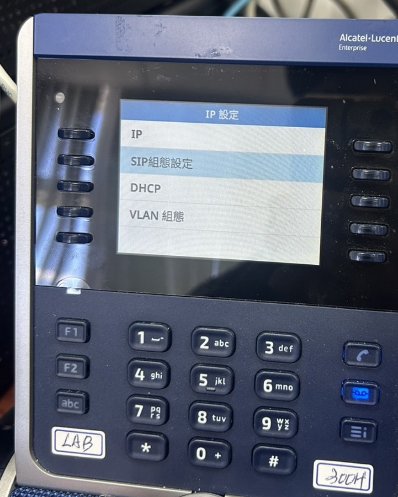 Alcatel·Lucent
Enterprise
IP 設定
IP
SIP組態設定
DHCP
VLAN 組態
F1
1
2 abc
3 def
F2
4 ghi
5 jkl
6 mno
abc
7 pqrs
8 tuv
9 wxyz
*
0 +
#
i
LAB
200H